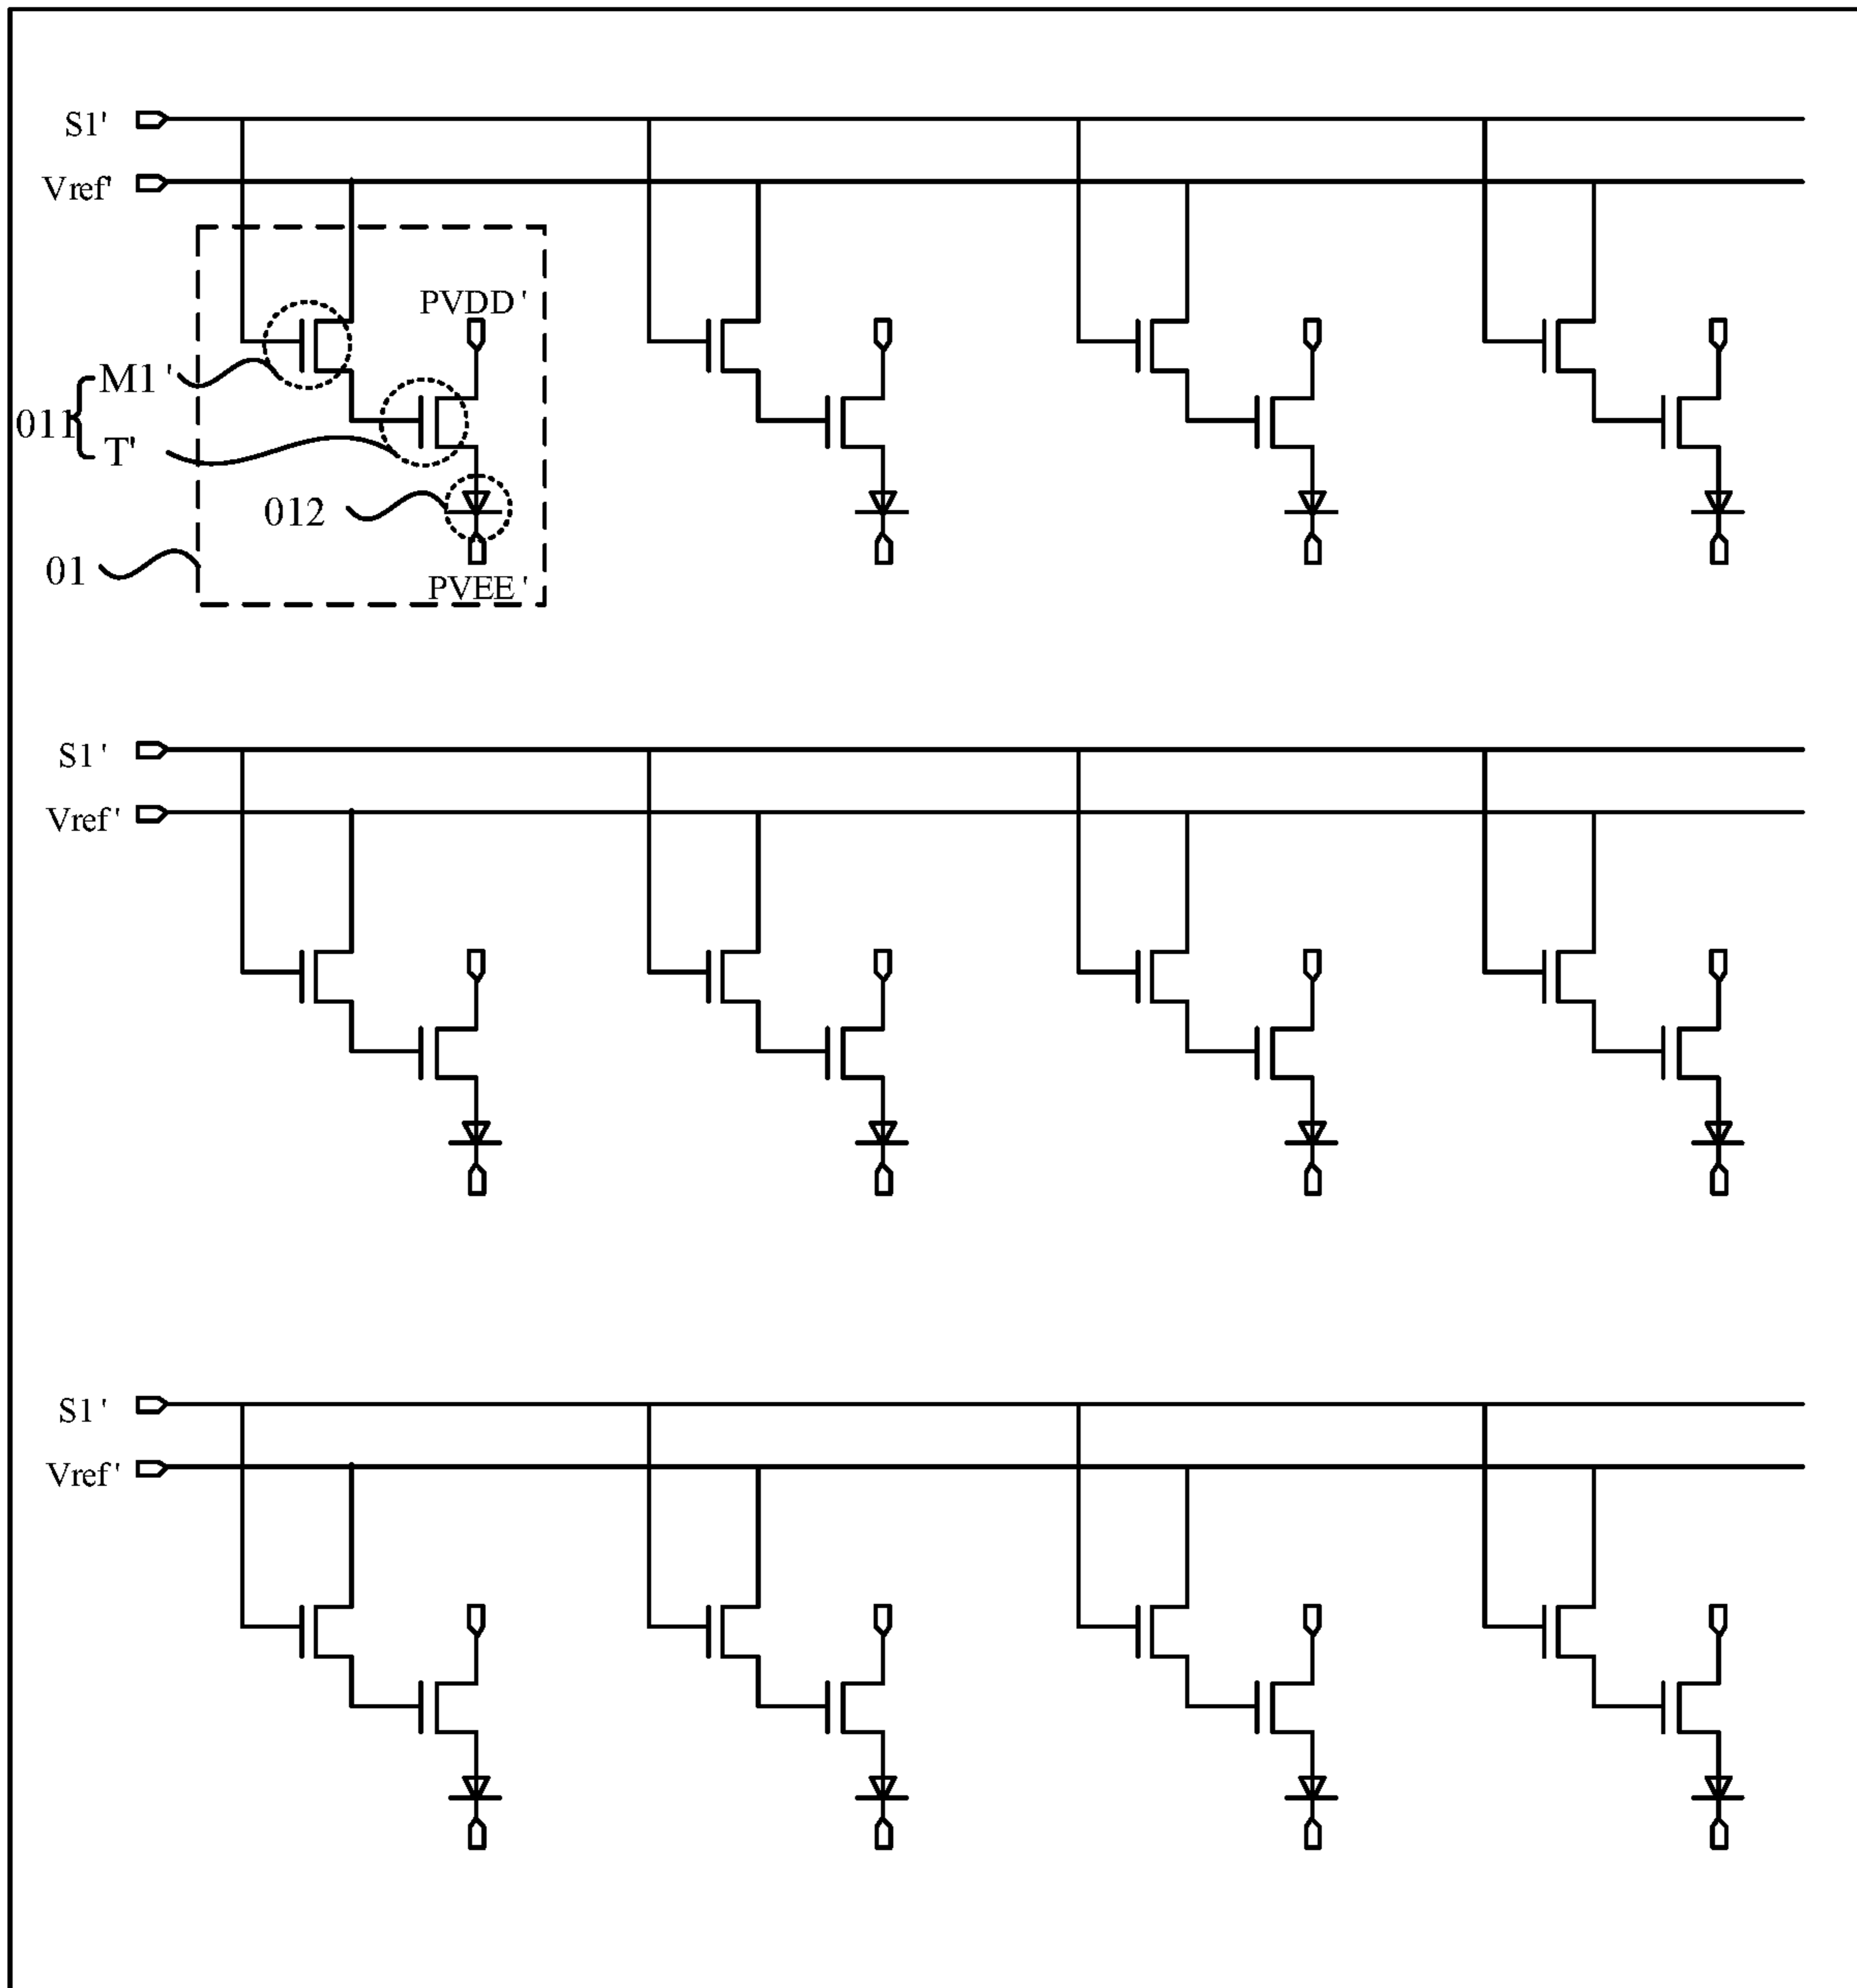 S1'
Vref'
PVDD'
M1'
011
T'
012
01
PVEE'
S1'
Vref'
S1'
Vref'